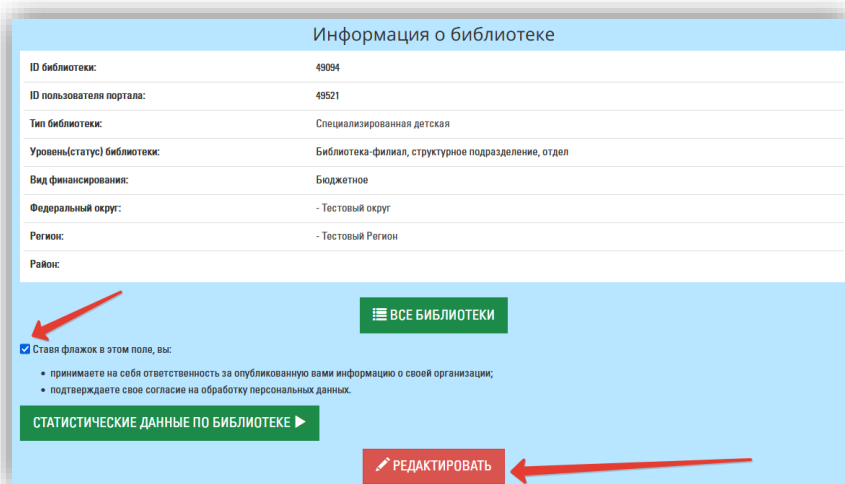 Информация о библиотеке
ID библиотеки: 49094
ID пользователя портала: 49521
Тип библиотеки: Специализированная детская
Уровень(статус) библиотеки: Библиотека-филиал, структурное подразделение, отдел
Вид финансирования: Бюджетное
Федеральный округ: - Тестовый округ
Регион: - Тестовый Регион
Район:
ВСЕ БИБЛИОТЕКИ
Ставя флажок в этом поле, вы:
• принимаете на себя ответственность за опубликованную вами информацию о своей организации;
• подтверждаете свое согласие на обработку персональных данных.
СТАТИСТИЧЕСКИЕ ДАННЫЕ ПО БИБЛИОТЕКЕ
РЕДАКТИРОВАТЬ